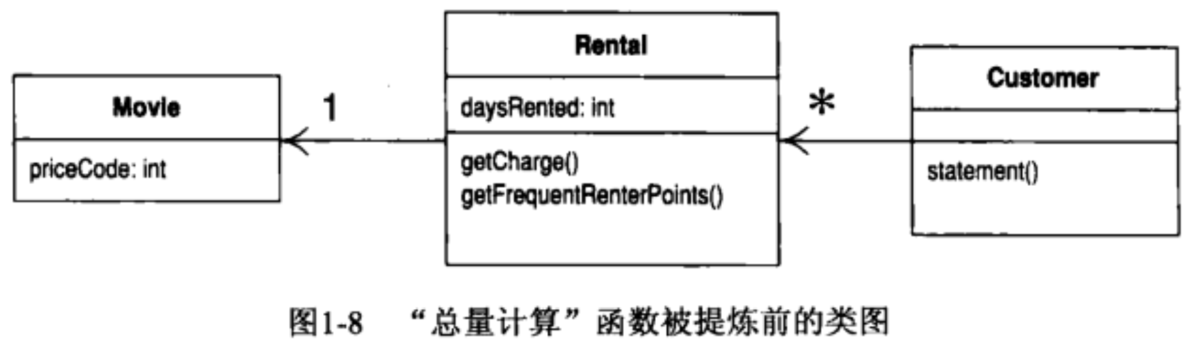 Movie
priceCode: int
1
Rental
daysRented: int
getCharge()
getFrequentRenterPoints()
*
Customer
statement()
图1-8 “总量计算”函数被提炼前的类图